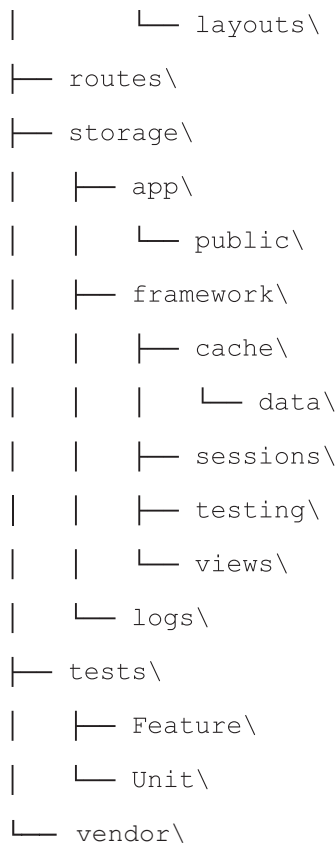 │       └── layouts\
├── routes\
├── storage\
│   ├── app\
│   │   └── public\
│   ├── framework\
│   │   ├── cache\
│   │   │   └── data\
│   │   ├── sessions\
│   │   ├── testing\
│   │   └── views\
│   └── logs\
├── tests\
│   ├── Feature\
│   └── Unit\
└── vendor\